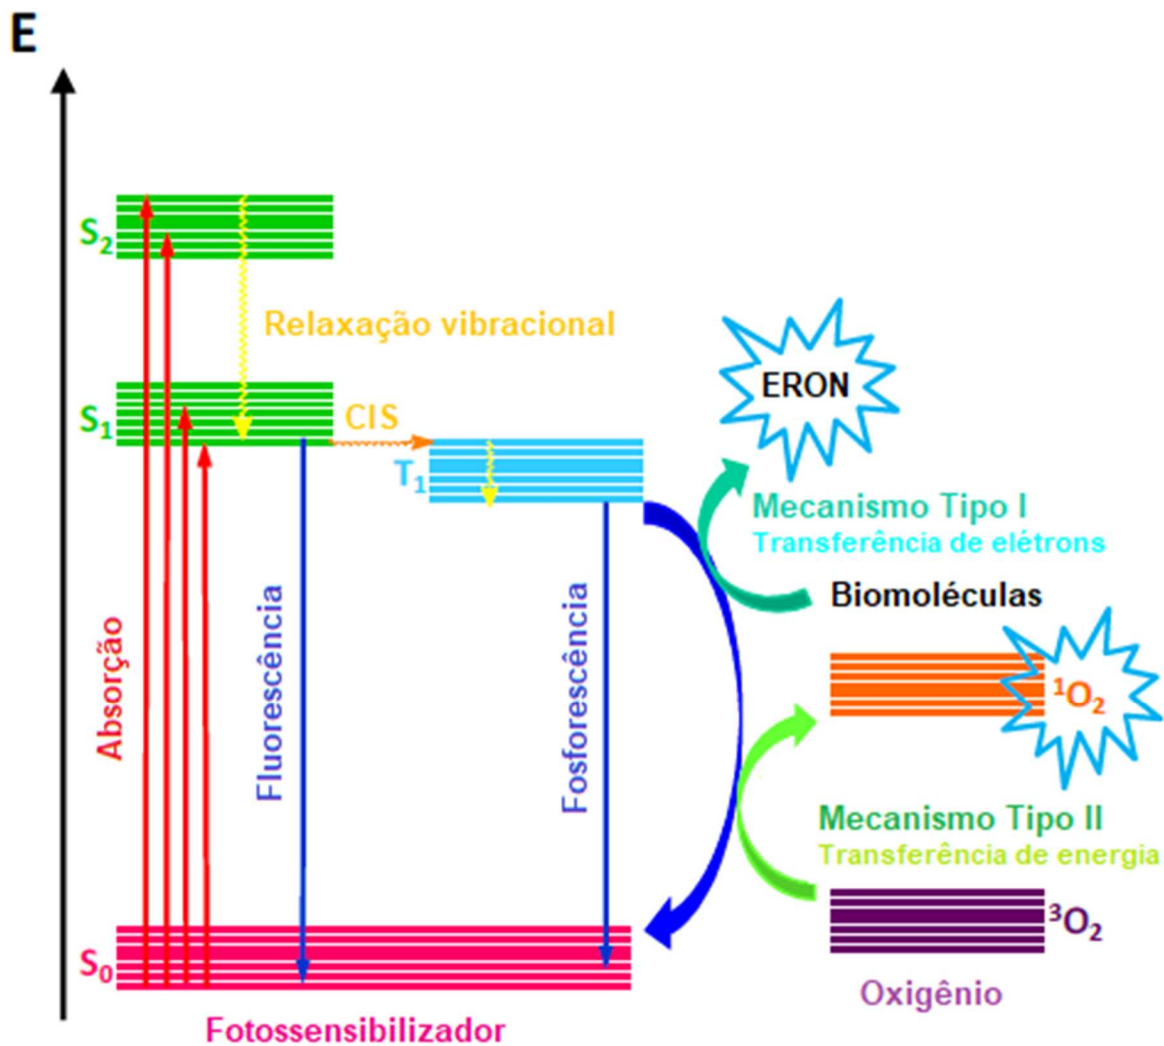 E
S₂
Relaxação vibracional
S₁
CIS
T₁
ERON
Mecanismo Tipo I
Transferência de elétrons
Biomoléculas
Absorção
Fluorescência
Fosforescência
¹O₂
Mecanismo Tipo II
Transferência de energia
³O₂
S₀
Oxigênio
Fotossensibilizador